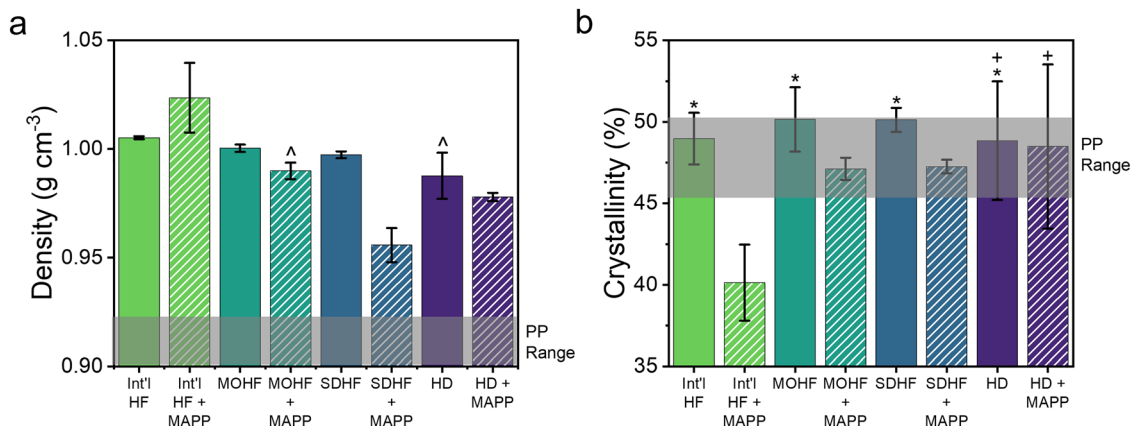 a
1.05
1.00
0.95
0.90
Density (g cm⁻³)
^
^
PP
Range
Int'l
HF
Int'l
HF +
MAPP
MOHF
MOHF
+
MAPP
SDHF
SDHF
+
MAPP
HD
HD +
MAPP
b
55
50
45
40
35
Crystallinity (%)
*
*
*
+
*
+
PP
Range
Int'l
HF
Int'l
HF +
MAPP
MOHF
MOHF
+
MAPP
SDHF
SDHF
+
MAPP
HD
HD +
MAPP